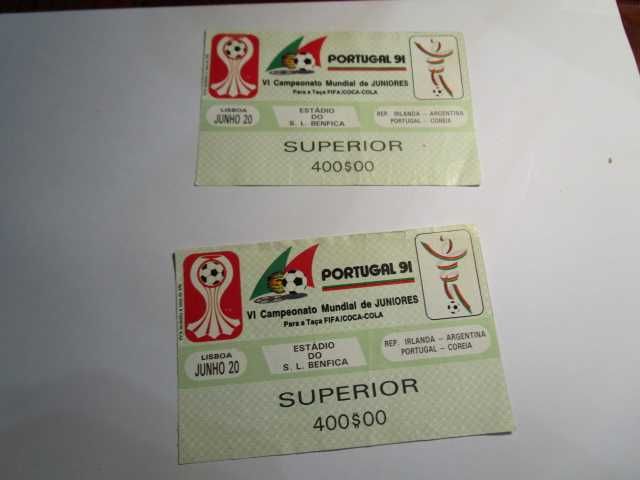 PORTUGAL 91
VI Campeonato Mundial de JUNIORES
Para a Taça FIFA/COCA-COLA
LISBOA
JUNHO 20
ESTÁDIO
DO
S. L. BENFICA
REP. IRLANDA – ARGENTINA
PORTUGAL – COREIA
SUPERIOR
400$00
PORTUGAL 91
VI Campeonato Mundial de JUNIORES
Para a Taça FIFA/COCA-COLA
LISBOA
JUNHO 20
ESTÁDIO
DO
S. L. BENFICA
REP. IRLANDA – ARGENTINA
PORTUGAL – COREIA
SUPERIOR
400$00